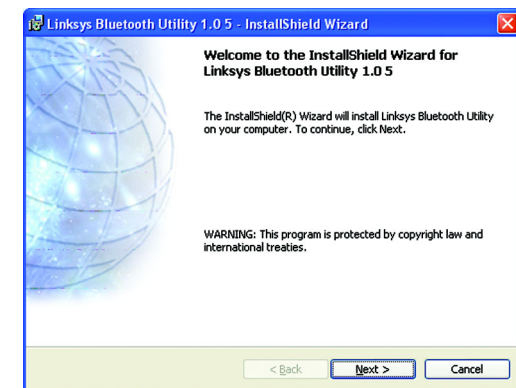 Linksys Bluetooth Utility 1.0 5 - InstallShield Wizard
Welcome to the InstallShield Wizard for
Linksys Bluetooth Utility 1.0 5
The InstallShield(R) Wizard will install Linksys Bluetooth Utility
on your computer. To continue, click Next.
WARNING: This program is protected by copyright law and
international treaties.
< Back
Next >
Cancel